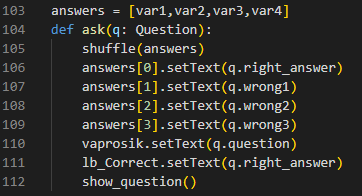 103 answers = [var1,var2,var3,var4]
104 def ask(q: Question):
105     shuffle(answers)
106     answers[0].setText(q.right_answer)
107     answers[1].setText(q.wrong1)
108     answers[2].setText(q.wrong2)
109     answers[3].setText(q.wrong3)
110     vaprosik.setText(q.question)
111     lb_Correct.setText(q.right_answer)
112     show_question()